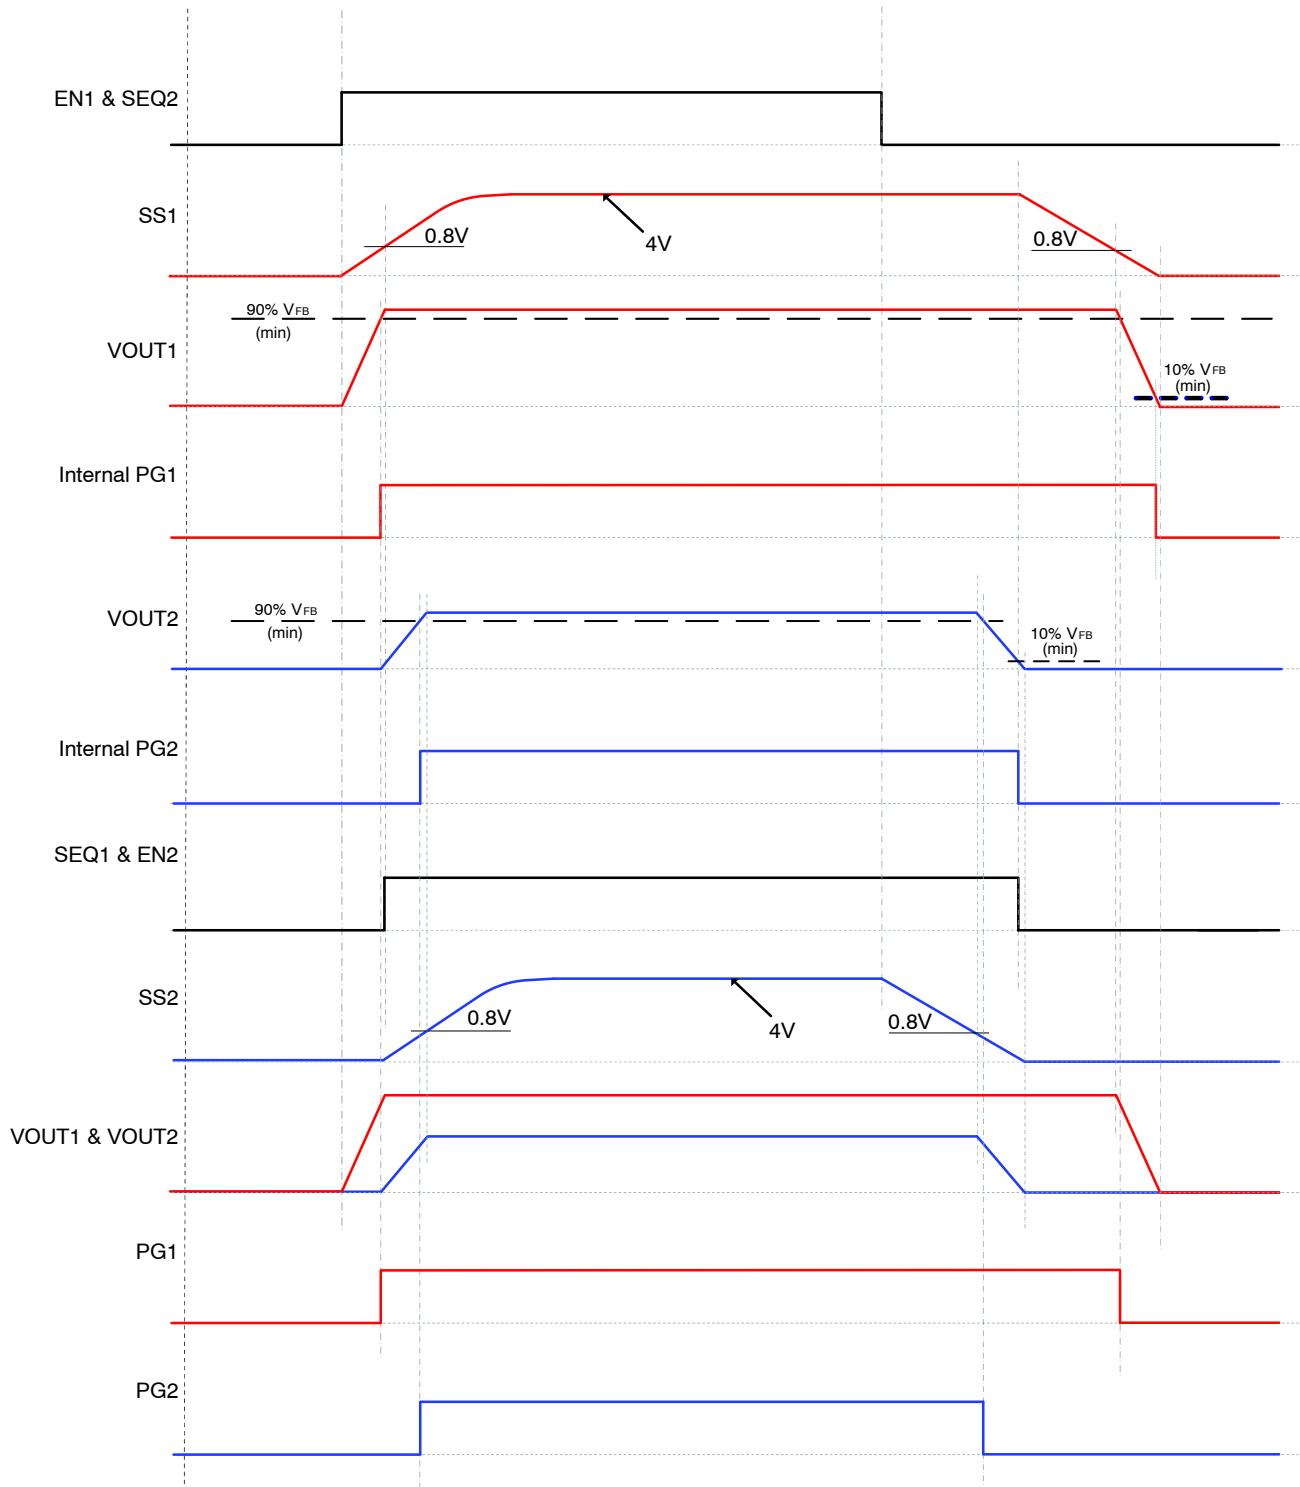 EN1 & SEQ2
SS1
0.8V
4V
0.8V
90% VFB
(min)
VOUT1
10% VFB
(min)
Internal PG1
90% VFB
(min)
VOUT2
10% VFB
(min)
Internal PG2
SEQ1 & EN2
SS2
0.8V
4V
0.8V
VOUT1 & VOUT2
PG1
PG2